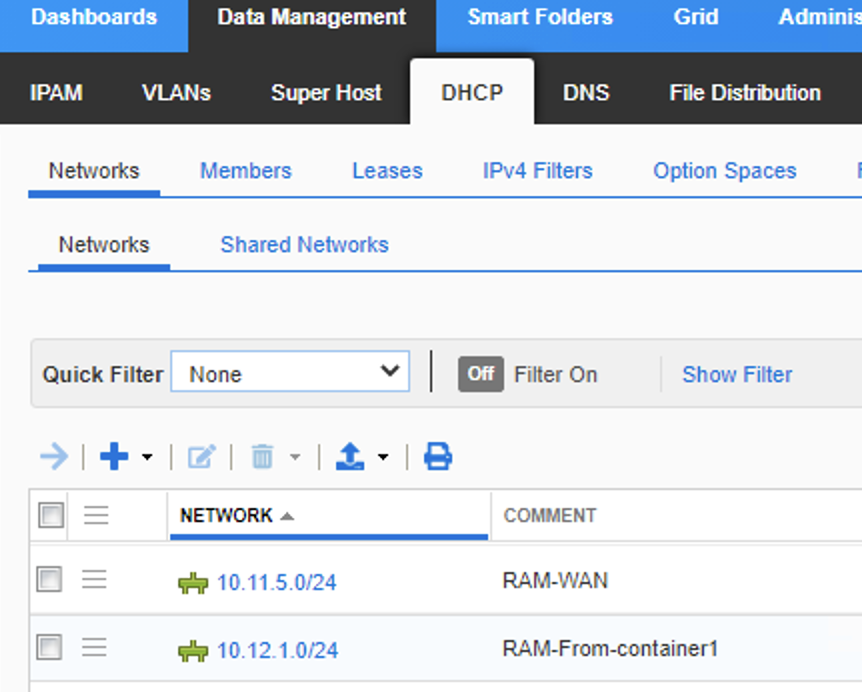 Dashboards Data Management Smart Folders Grid Adminis
IPAM VLANs Super Host DHCP DNS File Distribution
Networks Members Leases IPv4 Filters Option Spaces F
Networks Shared Networks
Quick Filter None Off Filter On Show Filter
NETWORK COMMENT
10.11.5.0/24 RAM-WAN
10.12.1.0/24 RAM-From-container1